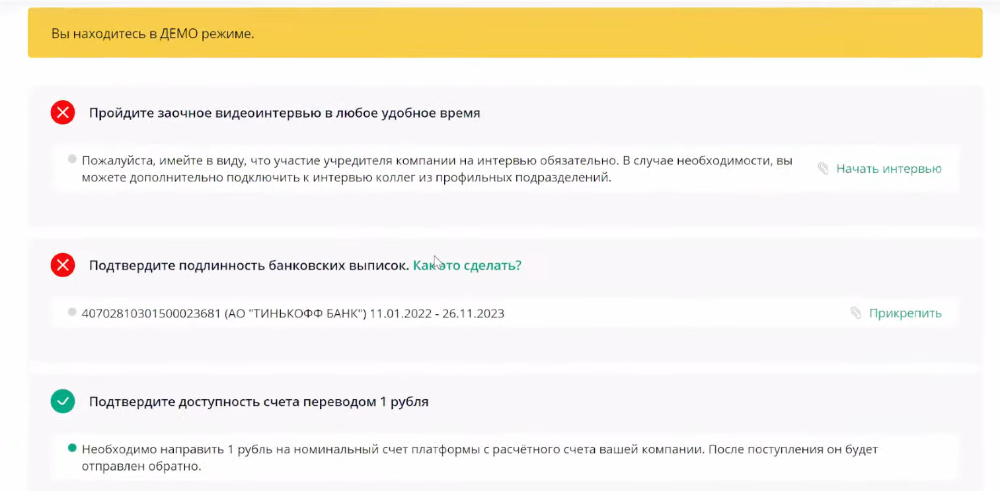 Вы находитесь в ДЕМО режиме.
Пройдите заочное видеоинтервью в любое удобное время
Пожалуйста, имейте в виду, что участие учредителя компании на интервью обязательно. В случае необходимости, вы
можете дополнительно подключить к интервью коллег из профильных подразделений.
Начать интервью
Подтвердите подлинность банковских выписок. Как это сделать?
40702810301500023681 (АО "ТИНЬКОФФ БАНК") 11.01.2022 - 26.11.2023
Прикрепить
Подтвердите доступность счета переводом 1 рубля
Необходимо направить 1 рубль на номинальный счет платформы с расчётного счета вашей компании. После поступления он будет
отправлен обратно.